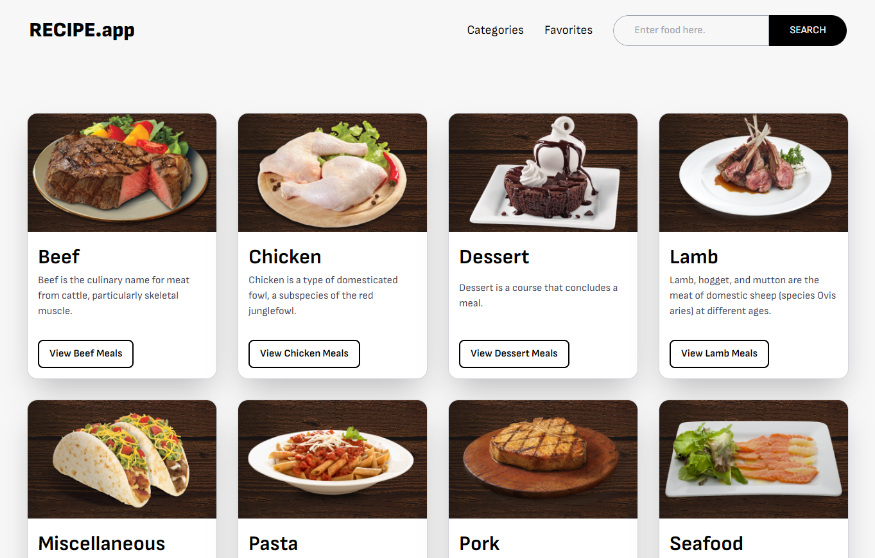 RECIPE.app
Categories
Favorites
Enter food here.
SEARCH
Beef
Beef is the culinary name for meat
from cattle, particularly skeletal
muscle.
View Beef Meals
Chicken
Chicken is a type of domesticated
fowl, a subspecies of the red
junglefowl.
View Chicken Meals
Dessert
Dessert is a course that concludes a
meal.
View Dessert Meals
Lamb
Lamb, hogget, and mutton are the
meat of domestic sheep (species Ovis
aries) at different ages.
View Lamb Meals
Miscellaneous
Pasta
Pork
Seafood